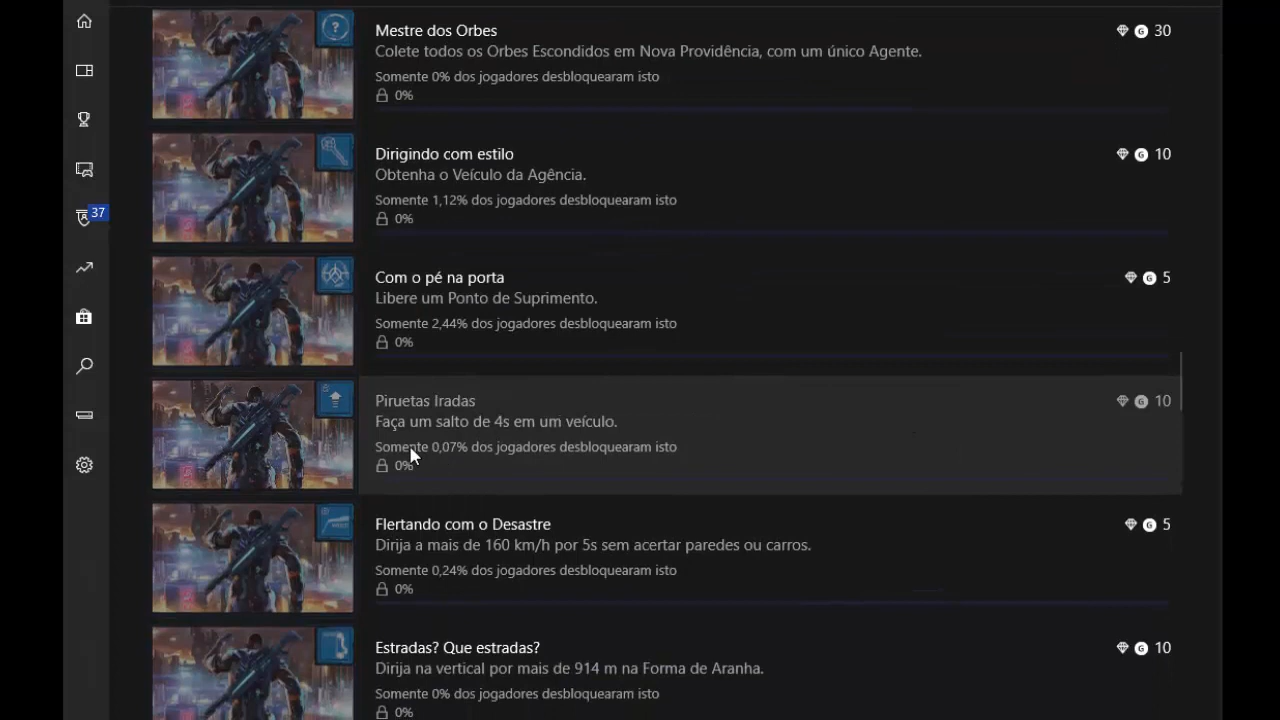 Mestre dos Orbes
G 30
Colete todos os Orbes Escondidos em Nova Providência, com um único Agente.
Somente 0% dos jogadores desbloquearam isto
0%
Dirigindo com estilo
G 10
Obtenha o Veículo da Agência.
Somente 1,12% dos jogadores desbloquearam isto
0%
37
Com o pé na porta
G 5
Libere um Ponto de Suprimento.
Somente 2,44% dos jogadores desbloquearam isto
0%
Piruetas Iradas
G 10
Faça um salto de 4s em um veículo.
Somente 0,07% dos jogadores desbloquearam isto
0%
Flertando com o Desastre
G 5
Dirija a mais de 160 km/h por 5s sem acertar paredes ou carros.
Somente 0,24% dos jogadores desbloquearam isto
0%
Estradas? Que estradas?
G 10
Dirija na vertical por mais de 914 m na Forma de Aranha.
Somente 0% dos jogadores desbloquearam isto
0%